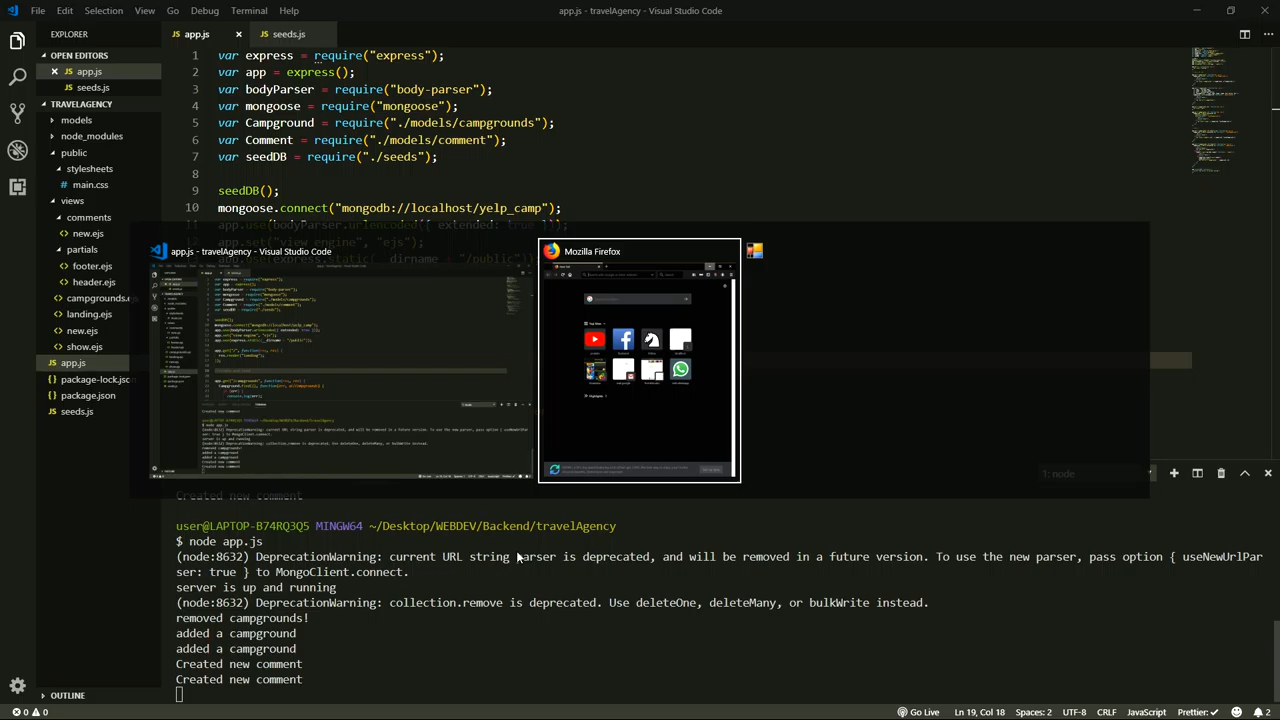 File Edit Selection View Go Debug Terminal Help
app.js - travelAgency - Visual Studio Code
EXPLORER
OPEN EDITORS
app.js
seeds.js
TRAVELAGENCY
models
node_modules
public
stylesheets
main.css
views
comments
new.ejs
partials
footer.ejs
header.ejs
campgrounds.e
landing.ejs
new.ejs
show.ejs
app.js
package-lock.json
package.json
seeds.js
OUTLINE
app.js
seeds.js
1 var express = require("express");
2 var app = express();
3 var bodyParser = require("body-parser");
4 var mongoose = require("mongoose");
5 var Campground = require("./models/campgrounds");
6 var Comment = require("./models/comment");
7 var seedDB = require("./seeds");
8
9 seedDB();
10 mongoose.connect("mongodb://localhost/yelp_camp");
11 app.use(bodyParser.urlencoded({ extended: true }));
app.set("view engine", "ejs");
app.use(express.static(__dirname + "/public"));
app.js - travelAgency - Visual Studio Code
Mozilla Firefox
1: node
Created new comment
user@LAPTOP-B74RQ3Q5 MINGW64 ~/Desktop/WEBDEV/Backend/travelAgency
$ node app.js
(node:8632) DeprecationWarning: current URL string parser is deprecated, and will be removed in a future version. To use the new parser, pass option { useNewUrlPar
ser: true } to MongoClient.connect.
server is up and running
(node:8632) DeprecationWarning: collection.remove is deprecated. Use deleteOne, deleteMany, or bulkWrite instead.
removed campgrounds!
added a campground
added a campground
Created new comment
Created new comment
0 0
Go Live
Ln 19, Col 18
Spaces: 2
UTF-8
CRLF
JavaScript
Prettier: ✓
2